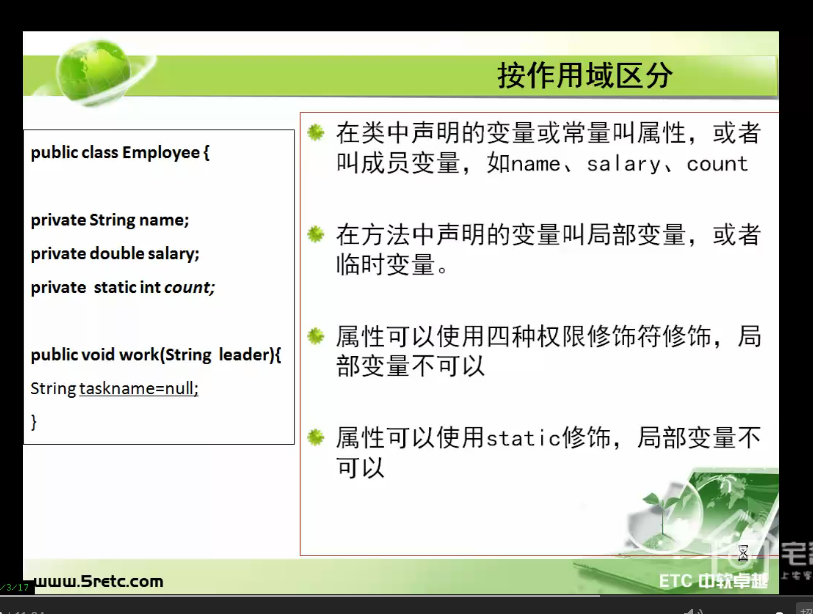 按作用域区分
public class Employee {
private String name;
private double salary;
private static int count;
public void work(String leader){
String taskname=null;
}
在类中声明的变量或常量叫属性，或者
叫成员变量，如name、salary、count
在方法中声明的变量叫局部变量，或者
临时变量。
属性可以使用四种权限修饰符修饰，局
部变量不可以
属性可以使用static修饰，局部变量不
可以
www.5retc.com
ETC 中软卓越
/3/17